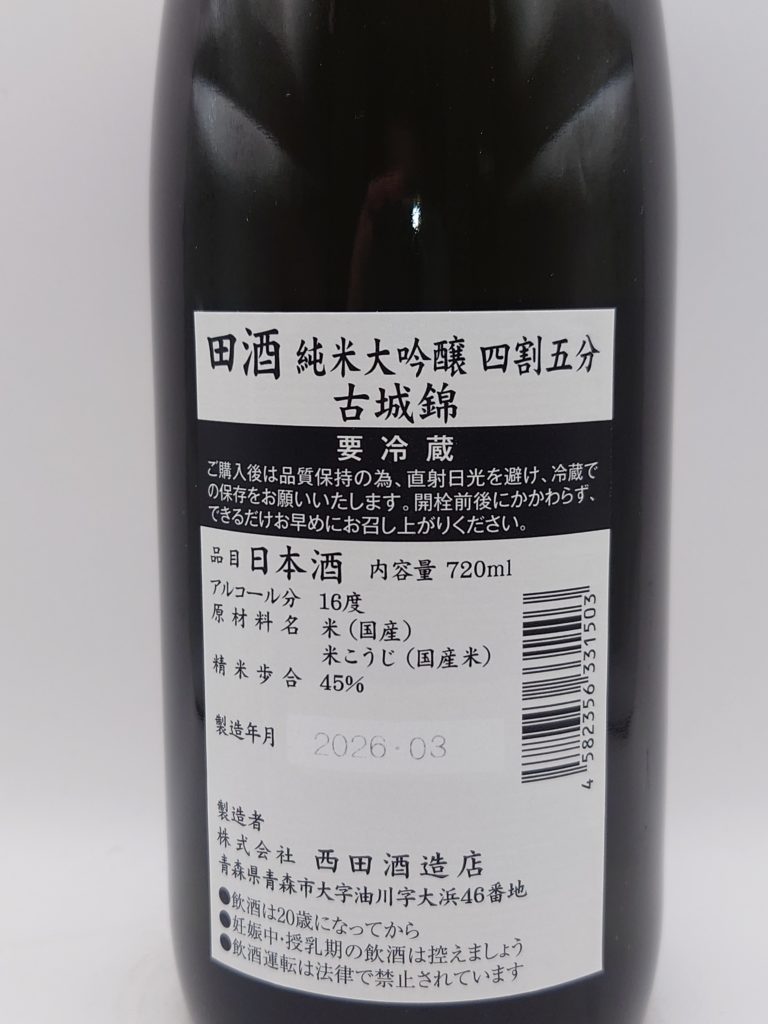 田酒 純米大吟醸 四割五分
古城錦
要冷蔵
ご購入後は品質保持の為、直射日光を避け、冷蔵で
の保存をお願いいたします。開栓前後にかかわらず、
できるだけお早めにお召し上がりください。
品目 日本酒 内容量 720ml
アルコール分 16度
原材料名 米（国産）
米こうじ（国産米）
精米歩合 45%
製造年月 2026・03
4 582356 331503
製造者
株式会社 西田酒造店
青森県青森市大字油川字大浜46番地
●飲酒は20歳になってから
●妊娠中・授乳期の飲酒は控えましょう
●飲酒運転は法律で禁止されています